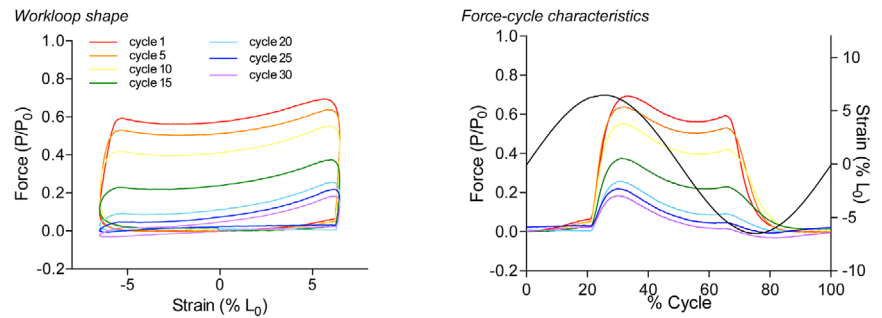 Workloop shape
Force-cycle characteristics
cycle 1
cycle 5
cycle 10
cycle 15
cycle 20
cycle 25
cycle 30
1.0
0.8
0.6
0.4
0.2
0.0
-0.2
Force (P/P0)
-5
0
5
Strain (% L0)
1.0
0.8
0.6
0.4
0.2
0.0
-0.2
Force (P/P0)
0
20
40
60
80
100
% Cycle
10
5
0
-5
-10
Strain (% L0)